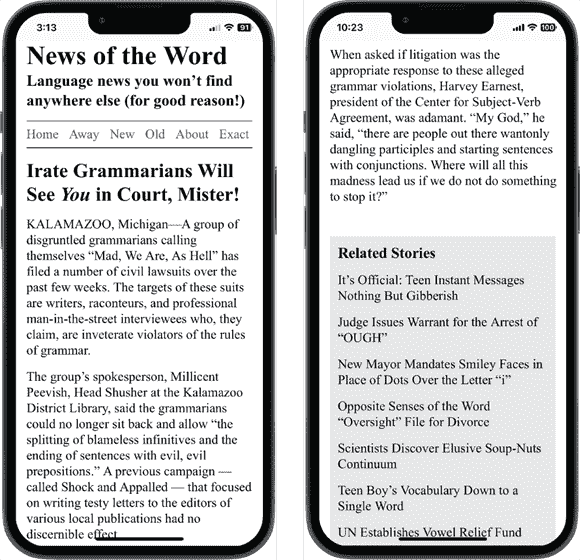 3:13
91
News of the Word
Language news you won’t find
anywhere else (for good reason!)
Home Away New Old About Exact
Irate Grammarians Will
See You in Court, Mister!
KALAMAZOO, Michigan—A group of
disgruntled grammarians calling
themselves “Mad, We Are, As Hell” has
filed a number of civil lawsuits over the
past few weeks. The targets of these suits
are writers, raconteurs, and professional
man-in-the-street interviewees who, they
claim, are inveterate violators of the rules
of grammar.
The group’s spokesperson, Millicent
Peevish, Head Shusher at the Kalamazoo
District Library, said the grammarians
could no longer sit back and allow “the
splitting of blameless infinitives and the
ending of sentences with evil, evil
prepositions.” A previous campaign —
called Shock and Appalled — that focused
on writing testy letters to the editors of
various local publications had no
discernible effect
10:23
100
When asked if litigation was the
appropriate response to these alleged
grammar violations, Harvey Earnest,
president of the Center for Subject-Verb
Agreement, was adamant. “My God,” he
said, “there are people out there wantonly
dangling participles and starting sentences
with conjunctions. Where will all this
madness lead us if we do not do something
to stop it?”
Related Stories
It’s Official: Teen Instant Messages
Nothing But Gibberish
Judge Issues Warrant for the Arrest of
“OUGH”
New Mayor Mandates Smiley Faces in
Place of Dots Over the Letter “i”
Opposite Senses of the Word
“Oversight” File for Divorce
Scientists Discover Elusive Soup-Nuts
Continuum
Teen Boy’s Vocabulary Down to a
Single Word
UN Establishes Vowel Relief Fund